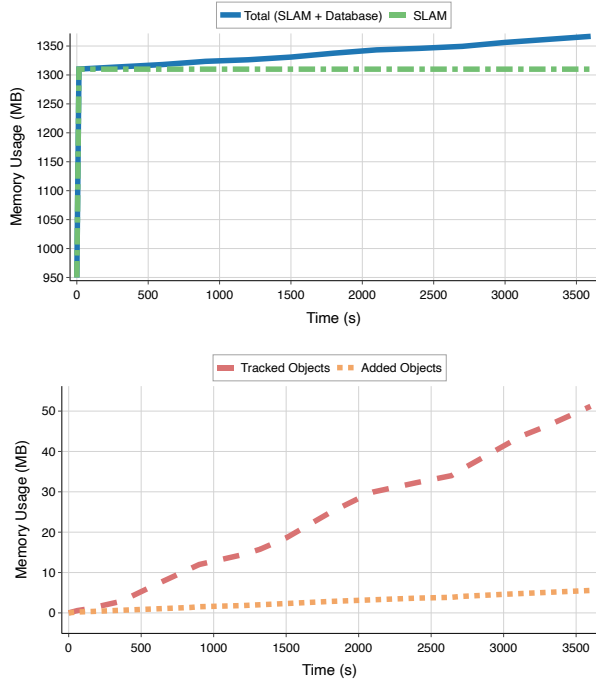 Total (SLAM + Database) SLAM
Memory Usage (MB)
1350
1300
1250
1200
1150
1100
1050
1000
950
0 500 1000 1500 2000 2500 3000 3500
Time (s)
Tracked Objects Added Objects
Memory Usage (MB)
50
40
30
20
10
0
0 500 1000 1500 2000 2500 3000 3500
Time (s)